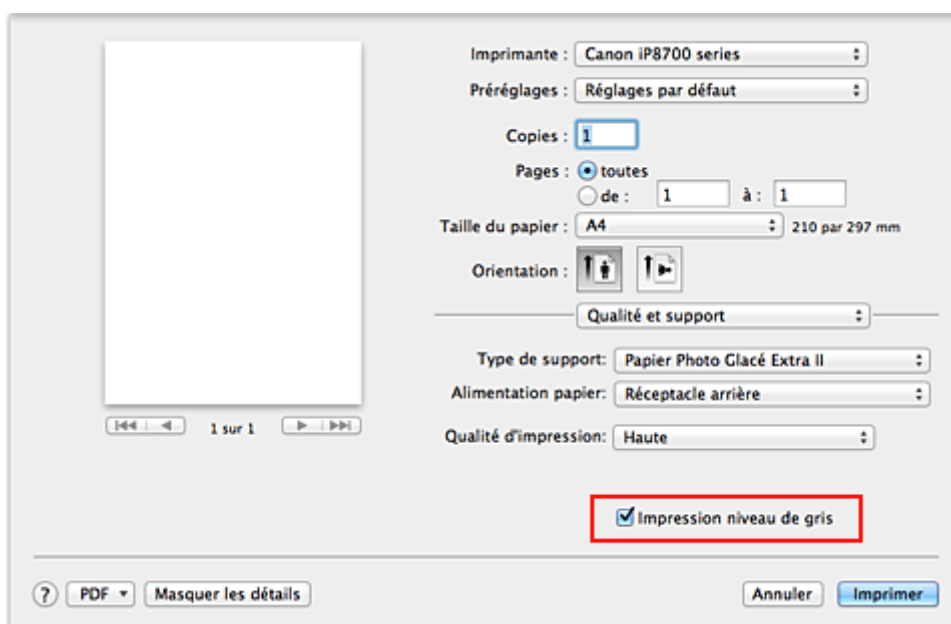 Imprimante : Canon iP8700 series
Préréglages : Réglages par défaut
Copies : 1
Pages : toutes
de : 1 à : 1
Taille du papier : A4 210 par 297 mm
Orientation :
Qualité et support
Type de support: Papier Photo Glacé Extra II
Alimentation papier: Réceptacle arrière
1 sur 1
Qualité d'impression: Haute
Impression niveau de gris
? PDF Masquer les détails Annuler Imprimer